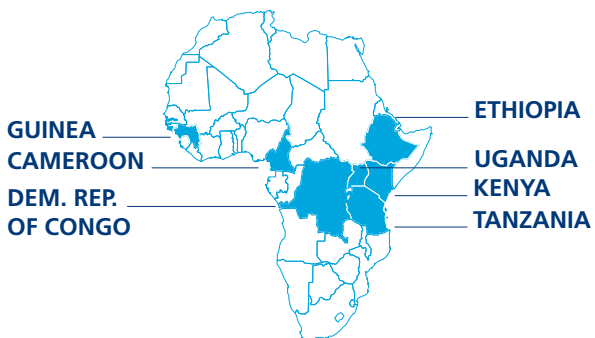 GUINEA
CAMEROON
DEM. REP.
OF CONGO
ETHIOPIA
UGANDA
KENYA
TANZANIA